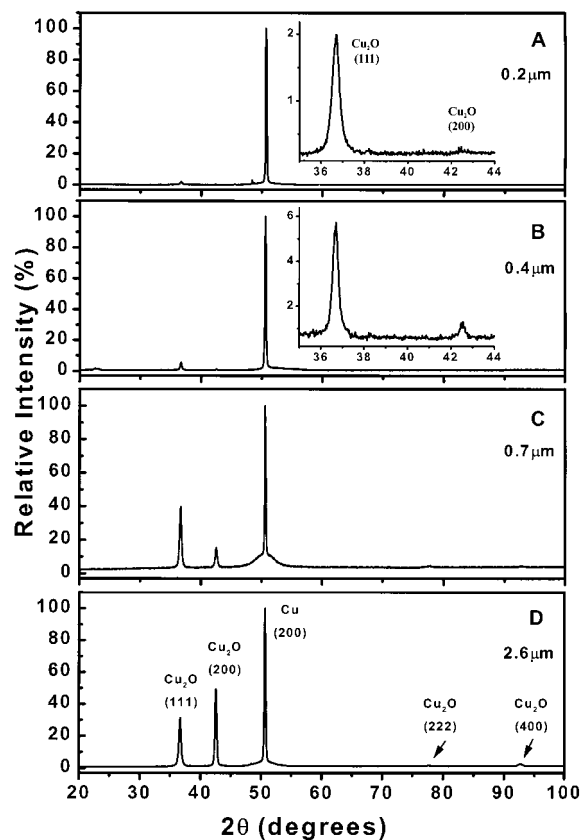 Relative Intensity (%)
100
80
60
40
20
0
A
0.2µm
2
1
Cu₂O
(111)
Cu₂O
(200)
36 38 40 42 44
100
80
60
40
20
0
B
0.4µm
6
4
2
36 38 40 42 44
100
80
60
40
20
0
C
0.7µm
100
80
60
40
20
0
D
2.6µm
Cu₂O
(111)
Cu₂O
(200)
Cu
(200)
Cu₂O
(222)
Cu₂O
(400)
20 30 40 50 60 70 80 90 100
2θ (degrees)